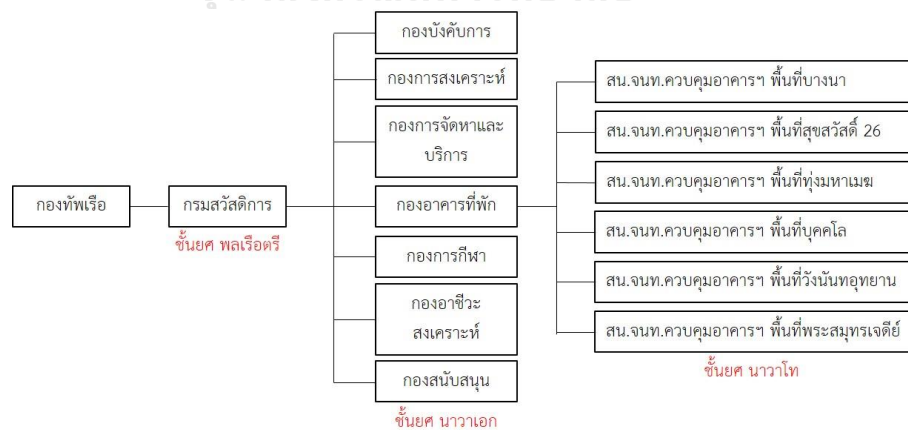 กองบังคับการ
กองการสงเคราะห์
กองการจัดหาและ
บริการ
กองทัพเรือ
กรมสวัสดิการ
ชั้นยศ พลเรือตรี
กองอาคารที่พัก
กองการกีฬา
กองอาชีวะ
สงเคราะห์
กองสนับสนุน
ชั้นยศ นาวาเอก
สน.จนท.ควบคุมอาคารฯ พื้นที่บางนา
สน.จนท.ควบคุมอาคารฯ พื้นที่สุขสวัสดิ์ 26
สน.จนท.ควบคุมอาคารฯ พื้นที่ทุ่งมหาเมฆ
สน.จนท.ควบคุมอาคารฯ พื้นที่บุคคโล
สน.จนท.ควบคุมอาคารฯ พื้นที่วังนันทอุทยาน
สน.จนท.ควบคุมอาคารฯ พื้นที่พระสมุทรเจดีย์
ชั้นยศ นาวาโท